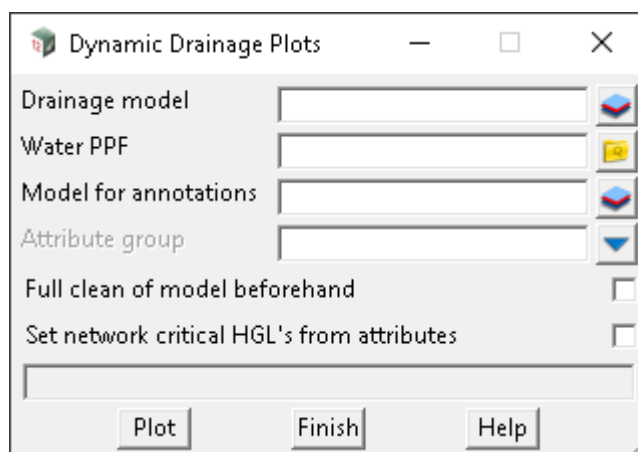 Dynamic Drainage Plots
Drainage model
Water PPF
Model for annotations
Attribute group
Full clean of model beforehand
Set network critical HGL's from attributes
Plot Finish Help